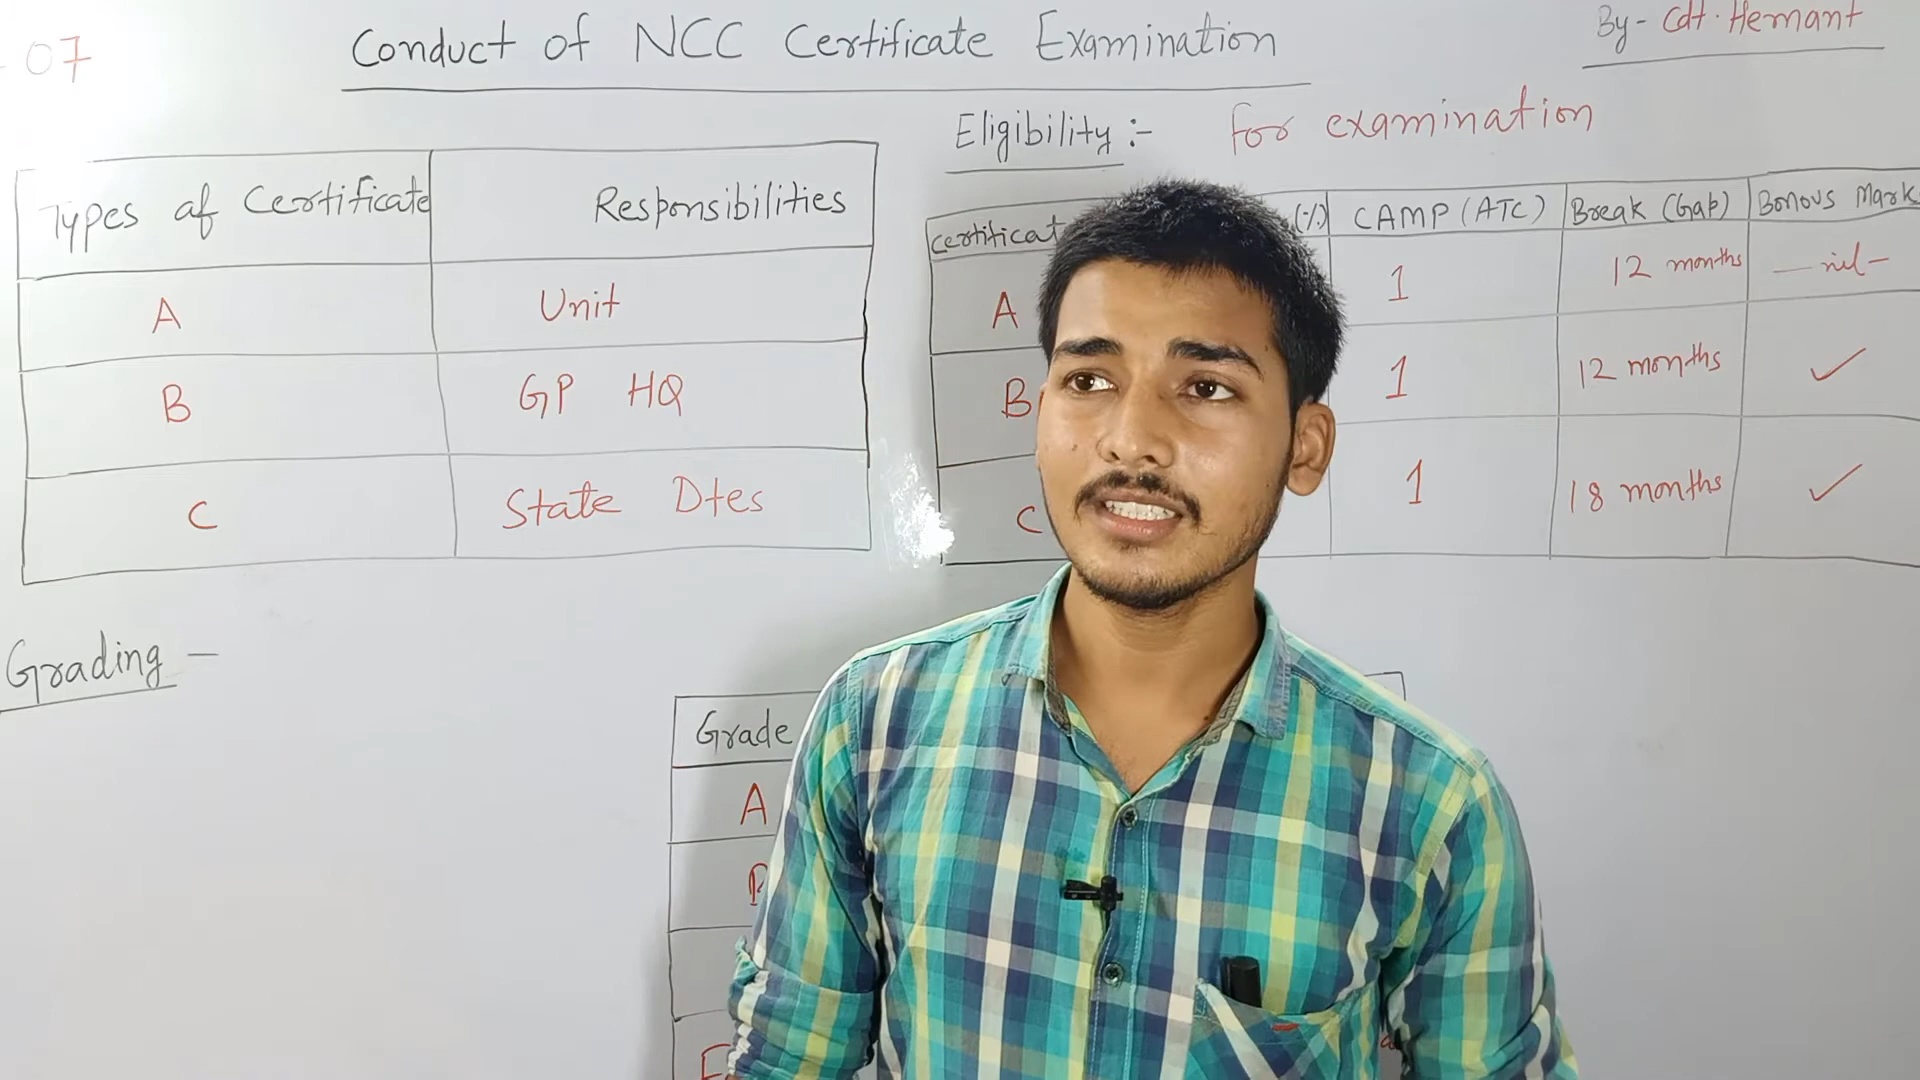 07
Conduct of NCC Certificate Examination
By- Cdt. Hemant
Eligibility :- For examination
Types of Certificate Responsibilities
A Unit
B GP HQ
C State Dtes
(%) CAMP (ATC) Break (Gap) Bonous Mark
A 1 12 months - nil -
B 1 12 months ✓
C 1 18 months ✓
Grading -
Grade
A